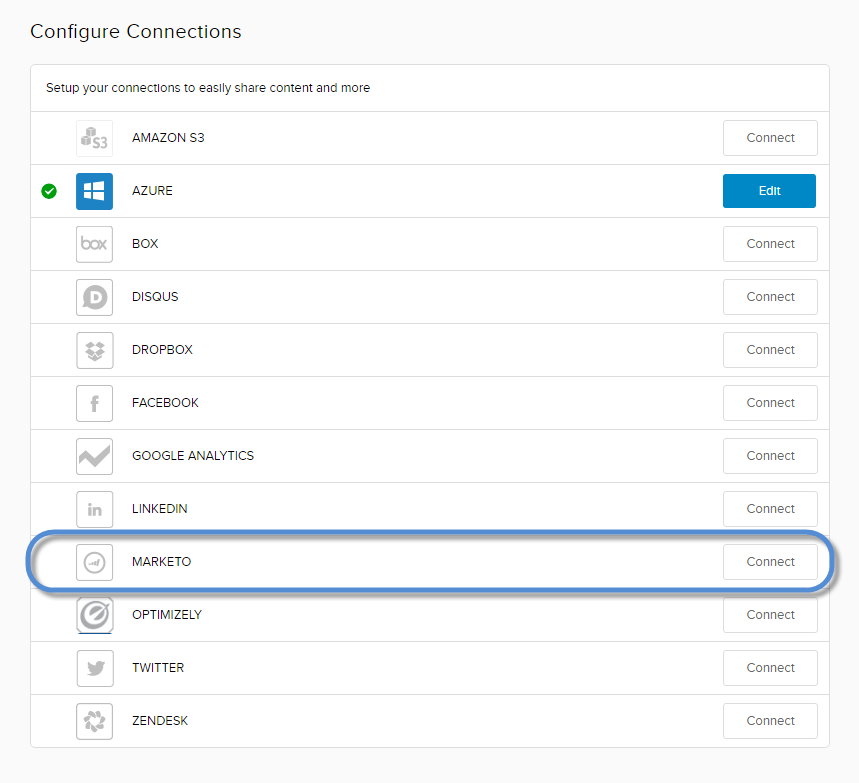 Configure Connections
Setup your connections to easily share content and more
S3 AMAZON S3 Connect
AZURE Edit
box BOX Connect
D DISQUS Connect
DROPBOX Connect
f FACEBOOK Connect
GOOGLE ANALYTICS Connect
in LINKEDIN Connect
MARKETO Connect
OPTIMIZELY Connect
TWITTER Connect
ZENDESK Connect